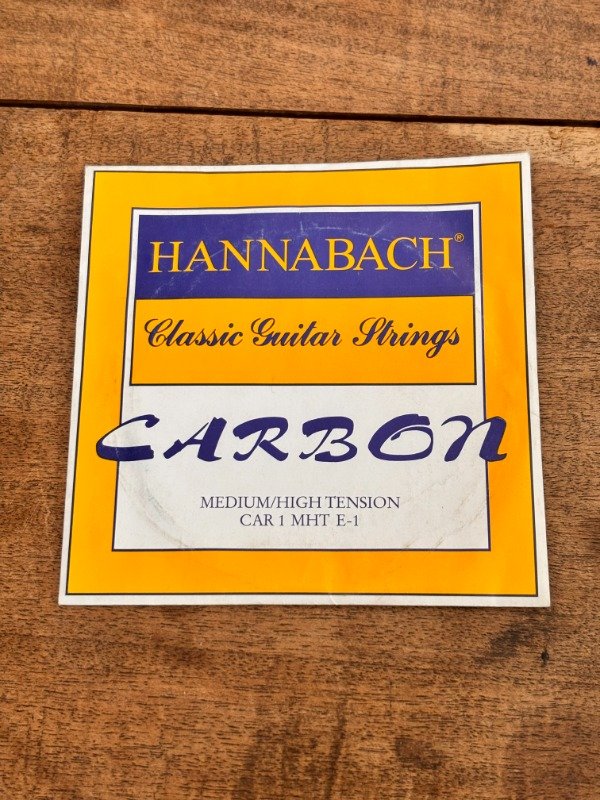 HANNABACH®
Classic Guitar Strings
CARBON
MEDIUM/HIGH TENSION
CAR 1 MHT E-1